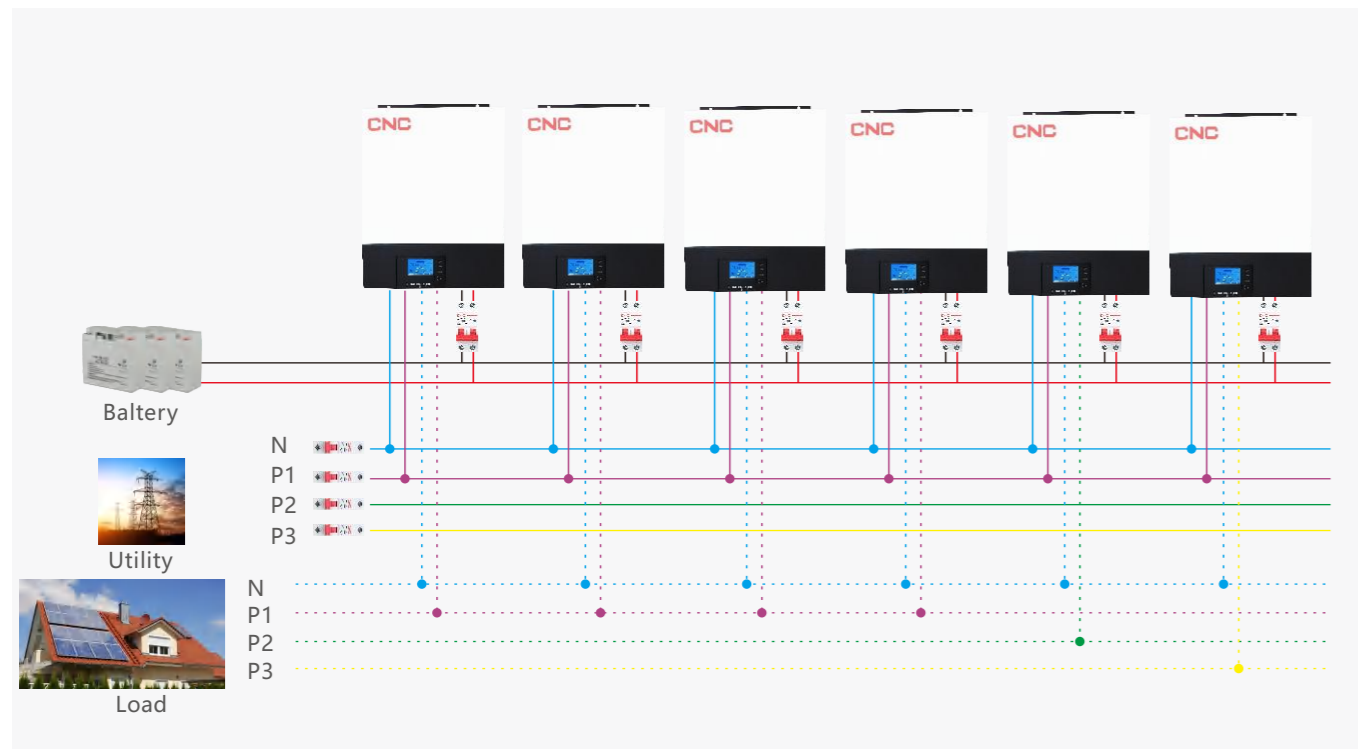 CNC CNC CNC CNC CNC CNC
Baltery
N
P1
P2
P3
Utility
N
P1
P2
P3
Load